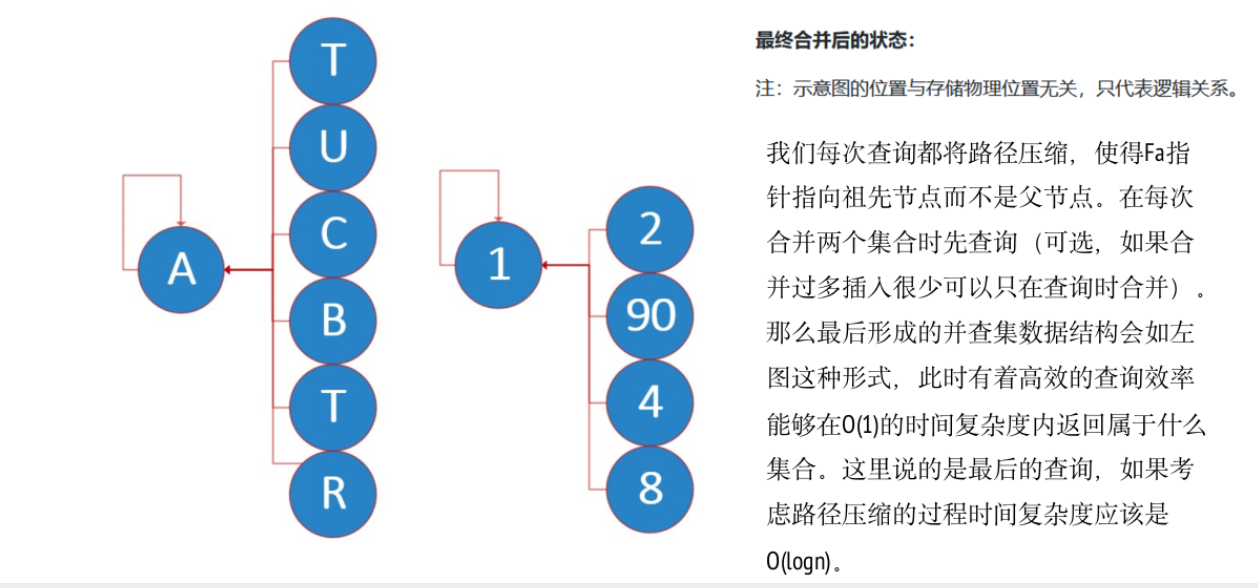 T
U
C
B
T
R
A
1
2
90
4
8
最终合并后的状态：
注：示意图的位置与存储物理位置无关，只代表逻辑关系。
我们每次查询都将路径压缩，使得Fa指
针指向祖先节点而不是父节点。在每次
合并两个集合时先查询（可选，如果合
并过多插入很少可以只在查询时合并）。
那么最后形成的并查集数据结构会如左
图这种形式，此时有着高效的查询效率
能够在O(1)的时间复杂度内返回属于什么
集合。这里说的是最后的查询，如果考
虑路径压缩的过程时间复杂度应该是
O(logn)。